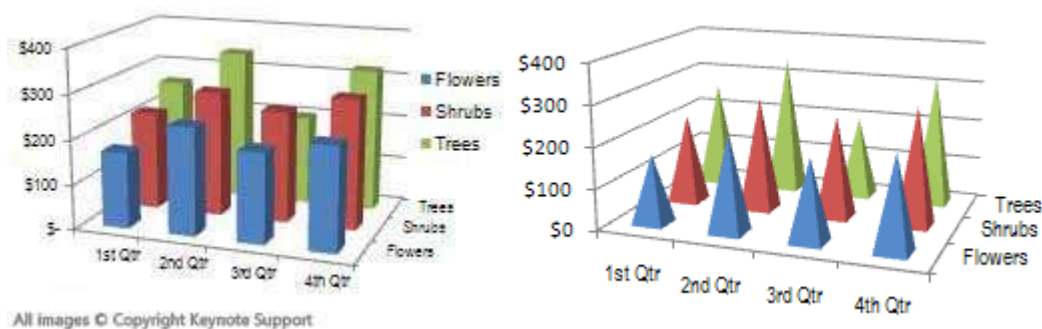 $400
$300
$200
$100
$-
1st Qtr
2nd Qtr
3rd Qtr
4th Qtr
Trees
Shrubs
Flowers
Flowers
Shrubs
Trees
$400
$300
$200
$100
$0
1st Qtr
2nd Qtr
3rd Qtr
4th Qtr
Trees
Shrubs
Flowers
All images © Copyright Keynote Support